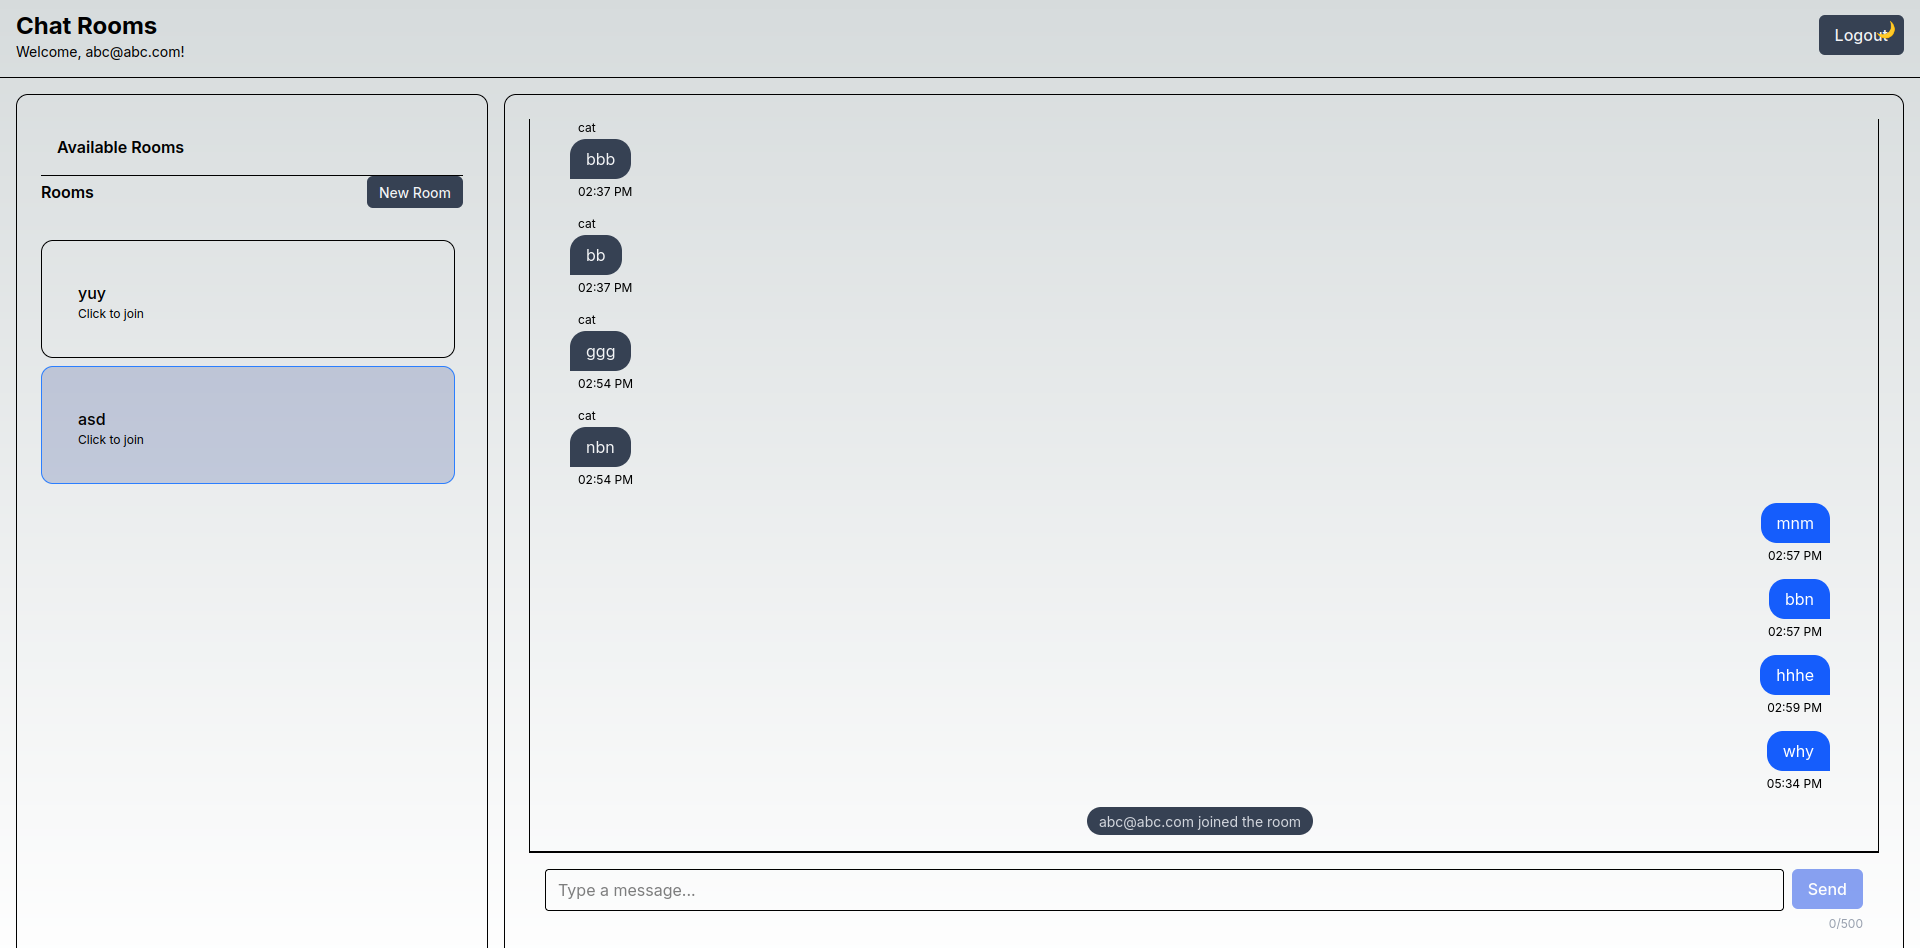 Chat Rooms
Welcome, abc@abc.com!
Logout
Available Rooms
Rooms
New Room
yuy
Click to join
asd
Click to join
cat
bbb
02:37 PM
cat
bb
02:37 PM
cat
ggg
02:54 PM
cat
nbn
02:54 PM
mnm
02:57 PM
bbn
02:57 PM
hhhe
02:59 PM
why
05:34 PM
abc@abc.com joined the room
Type a message...
Send
0/500